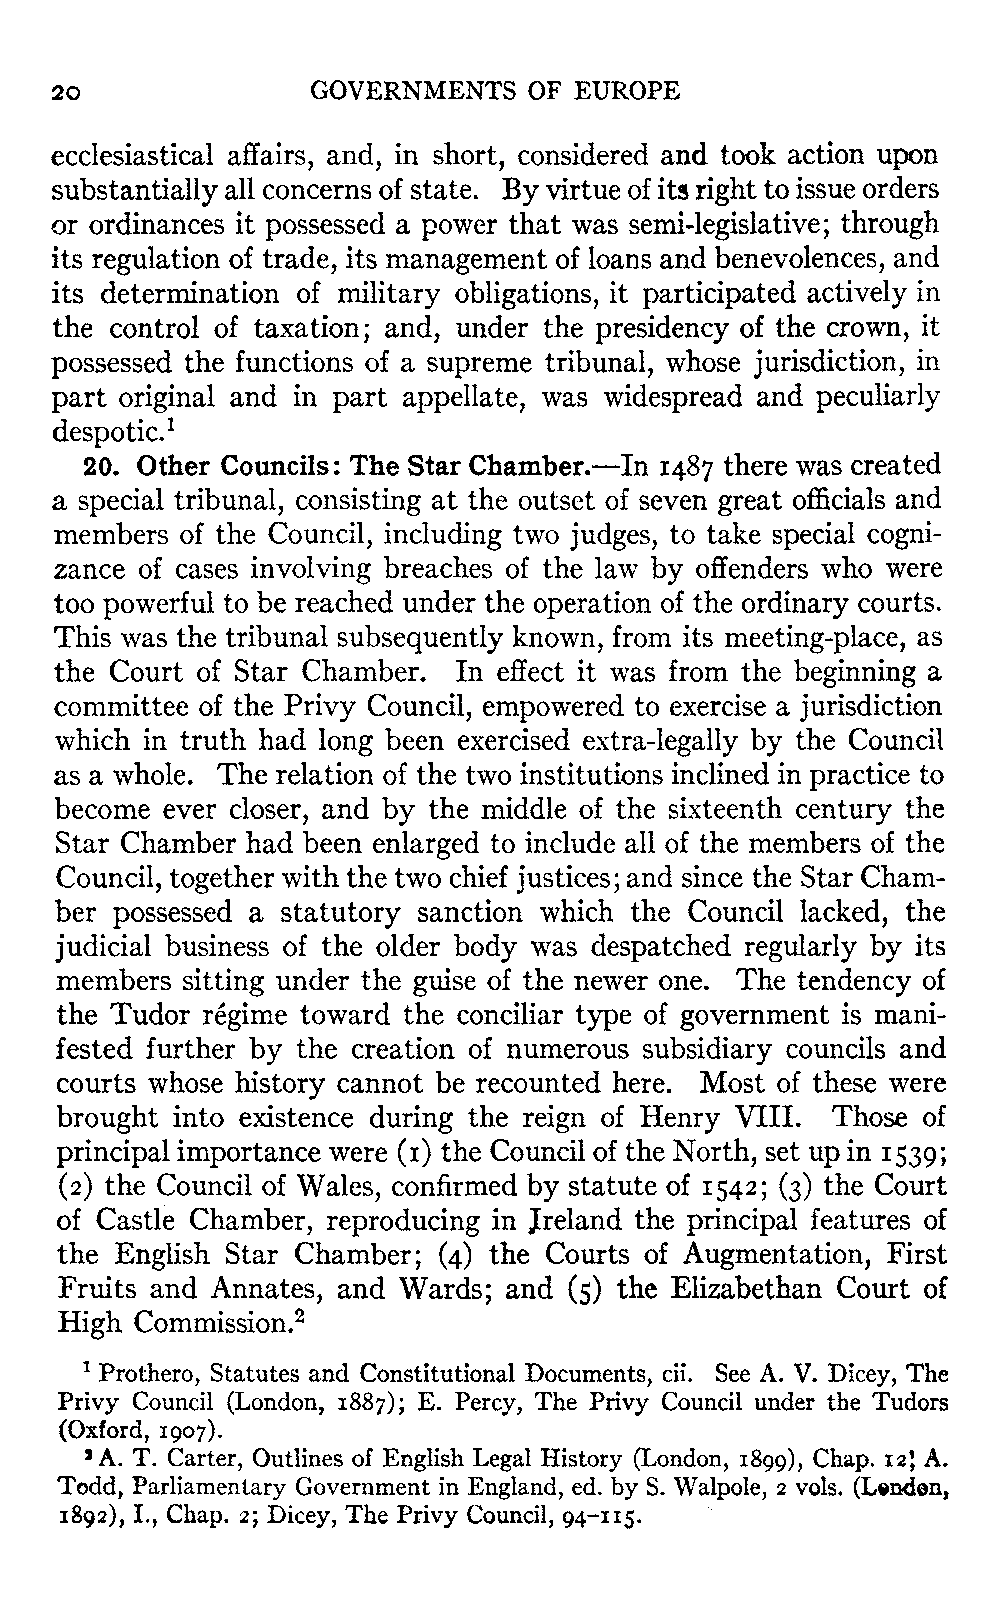 20 GOVERNMENTS OF EUROPE
ecclesiastical affairs, and, in short, considered and took action upon
substantially all concerns of state. By virtue of its right to issue orders
or ordinances it possessed a power that was semi-legislative; through
its regulation of trade, its management of loans and benevolences, and
its determination of military obligations, it participated actively in
the control of taxation; and, under the presidency of the crown, it
possessed the functions of a supreme tribunal, whose jurisdiction, in
part original and in part appellate, was widespread and peculiarly
despotic.¹
20. Other Councils: The Star Chamber.—In 1487 there was created
a special tribunal, consisting at the outset of seven great officials and
members of the Council, including two judges, to take special cogni-
zance of cases involving breaches of the law by offenders who were
too powerful to be reached under the operation of the ordinary courts.
This was the tribunal subsequently known, from its meeting-place, as
the Court of Star Chamber. In effect it was from the beginning a
committee of the Privy Council, empowered to exercise a jurisdiction
which in truth had long been exercised extra-legally by the Council
as a whole. The relation of the two institutions inclined in practice to
become ever closer, and by the middle of the sixteenth century the
Star Chamber had been enlarged to include all of the members of the
Council, together with the two chief justices; and since the Star Cham-
ber possessed a statutory sanction which the Council lacked, the
judicial business of the older body was despatched regularly by its
members sitting under the guise of the newer one. The tendency of
the Tudor régime toward the conciliar type of government is mani-
fested further by the creation of numerous subsidiary councils and
courts whose history cannot be recounted here. Most of these were
brought into existence during the reign of Henry VIII. Those of
principal importance were (1) the Council of the North, set up in 1539;
(2) the Council of Wales, confirmed by statute of 1542; (3) the Court
of Castle Chamber, reproducing in Ireland the principal features of
the English Star Chamber; (4) the Courts of Augmentation, First
Fruits and Annates, and Wards; and (5) the Elizabethan Court of
High Commission.²
¹ Prothero, Statutes and Constitutional Documents, cii. See A. V. Dicey, The
Privy Council (London, 1887); E. Percy, The Privy Council under the Tudors
(Oxford, 1907).
² A. T. Carter, Outlines of English Legal History (London, 1899), Chap. 12; A.
Todd, Parliamentary Government in England, ed. by S. Walpole, 2 vols. (London,
1892), I., Chap. 2; Dicey, The Privy Council, 94–115.